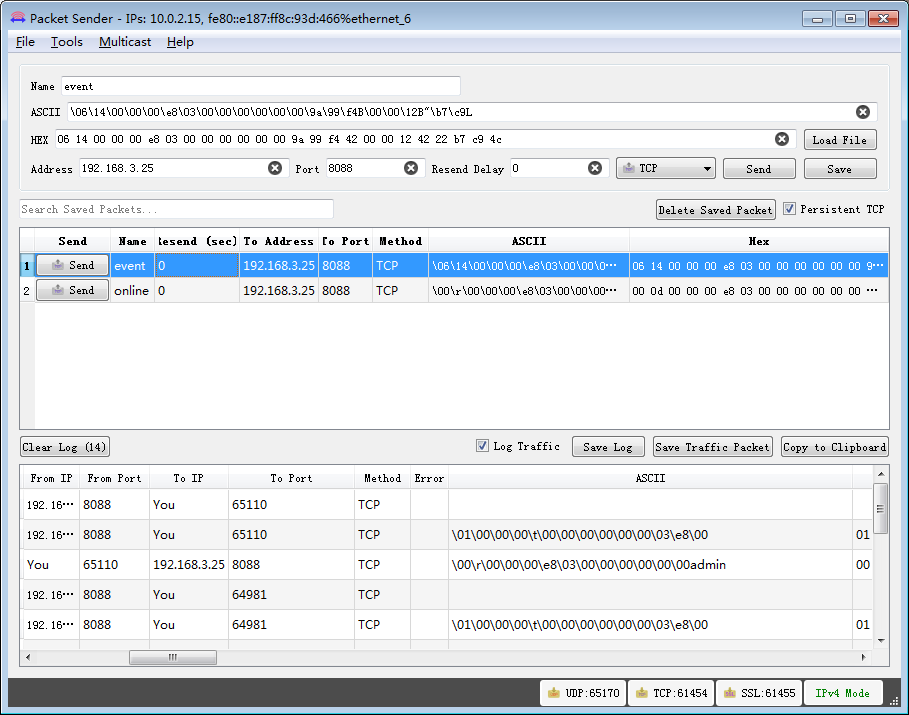 Packet Sender - IPs: 10.0.2.15, fe80::e187:ff8c:93d:466%ethernet_6
File Tools Multicast Help
Name event
ASCII \06\14\00\00\00\e8\03\00\00\00\00\00\00\9a\99\f4B\00\00\12B"\b7\c9L
HEX 06 14 00 00 00 e8 03 00 00 00 00 00 00 9a 99 f4 42 00 00 12 42 22 b7 c9 4c Load File
Address 192.168.3.25 Port 8088 Resend Delay 0 TCP Send Save
Search Saved Packets... Delete Saved Packet Persistent TCP
Send Name Resend (sec) To Address To Port Method ASCII Hex
1 Send event 0 192.168.3.25 8088 TCP \06\14\00\00\00\e8\03\00\00\0... 06 14 00 00 00 e8 03 00 00 00 00 00 00 9...
2 Send online 0 192.168.3.25 8088 TCP \00\r\00\00\00\e8\03\00\00\00... 00 0d 00 00 00 e8 03 00 00 00 00 00 00 ...
Clear Log (14) Log Traffic Save Log Save Traffic Packet Copy to Clipboard
From IP From Port To IP To Port Method Error ASCII
192.16... 8088 You 65110 TCP
192.16... 8088 You 65110 TCP \01\00\00\00\t\00\00\00\00\00\00\03\e8\00 01
You 65110 192.168.3.25 8088 TCP \00\r\00\00\00\e8\03\00\00\00\00\00\00admin 00
192.16... 8088 You 64981 TCP
192.16... 8088 You 64981 TCP \01\00\00\00\t\00\00\00\00\00\00\03\e8\00 01
UDP:65170 TCP:61454 SSL:61455 IPv4 Mode